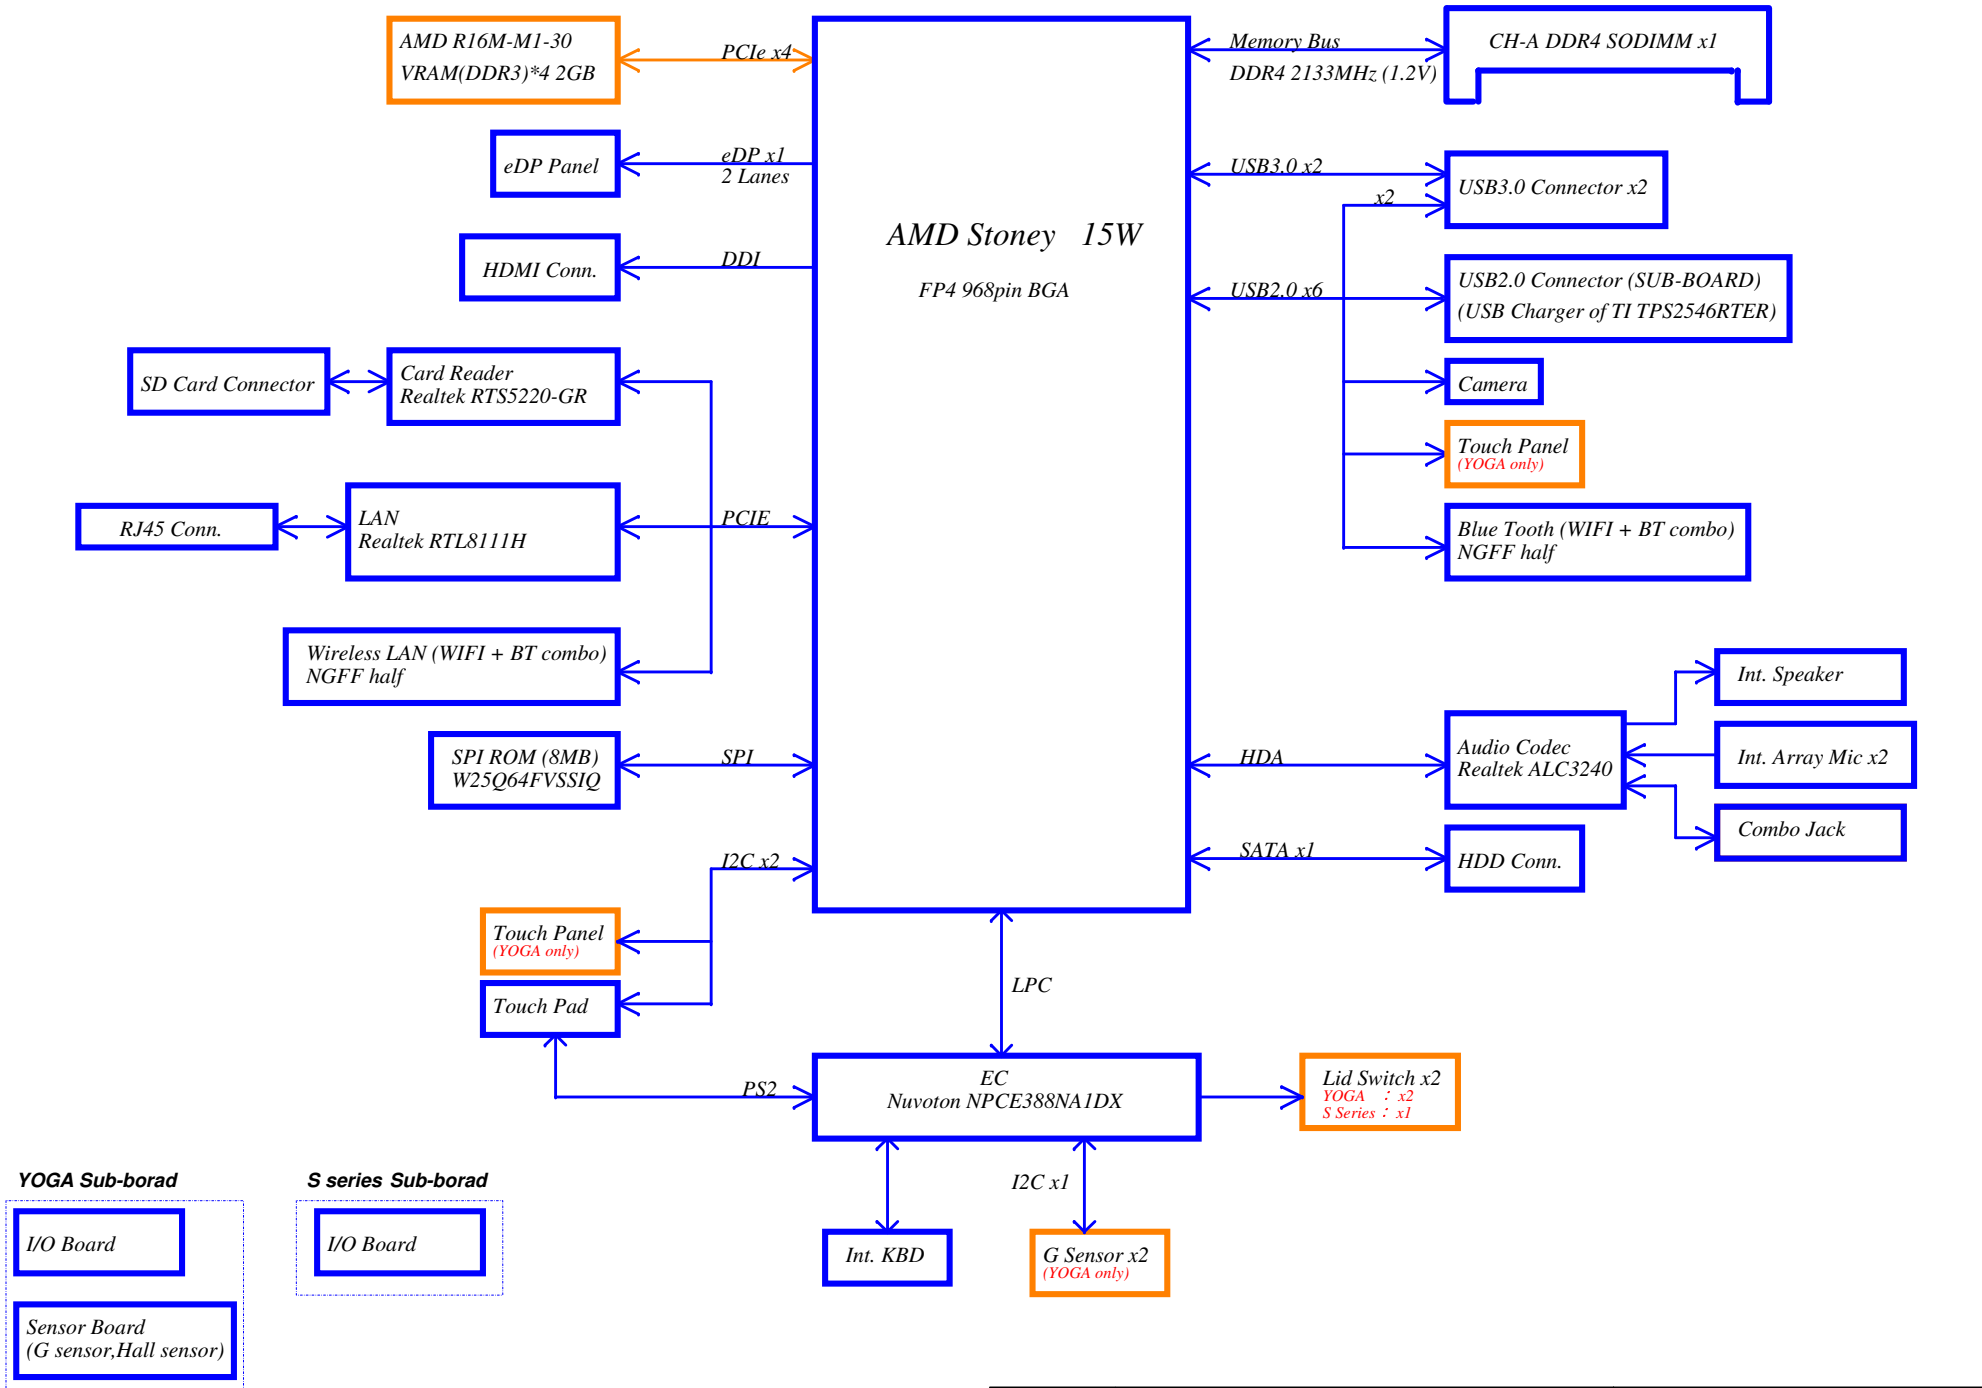 AMD R16M-M1-30
VRAM(DDR3)*4 2GB
PCIe x4
eDP Panel
eDP x1
2 Lanes
HDMI Conn.
DDI
SD Card Connector
Card Reader
Realtek RTS5220-GR
RJ45 Conn.
LAN
Realtek RTL8111H
PCIE
Wireless LAN (WIFI + BT combo)
NGFF half
SPI ROM (8MB)
W25Q64FVSSIQ
SPI
I2C x2
Touch Panel
(YOGA only)
Touch Pad
PS2
AMD Stoney 15W
FP4 968pin BGA
Memory Bus
DDR4 2133MHz (1.2V)
CH-A DDR4 SODIMM x1
USB3.0 x2
USB3.0 Connector x2
x2
USB2.0 x6
USB2.0 Connector (SUB-BOARD)
(USB Charger of TI TPS2546RTER)
Camera
Touch Panel
(YOGA only)
Blue Tooth (WIFI + BT combo)
NGFF half
HDA
Audio Codec
Realtek ALC3240
Int. Speaker
Int. Array Mic x2
Combo Jack
SATA x1
HDD Conn.
LPC
EC
Nuvoton NPCE388NA1DX
Lid Switch x2
YOGA : x2
S Series : x1
I2C x1
Int. KBD
G Sensor x2
(YOGA only)
YOGA Sub-borad
I/O Board
Sensor Board
(G sensor,Hall sensor)
S series Sub-borad
I/O Board